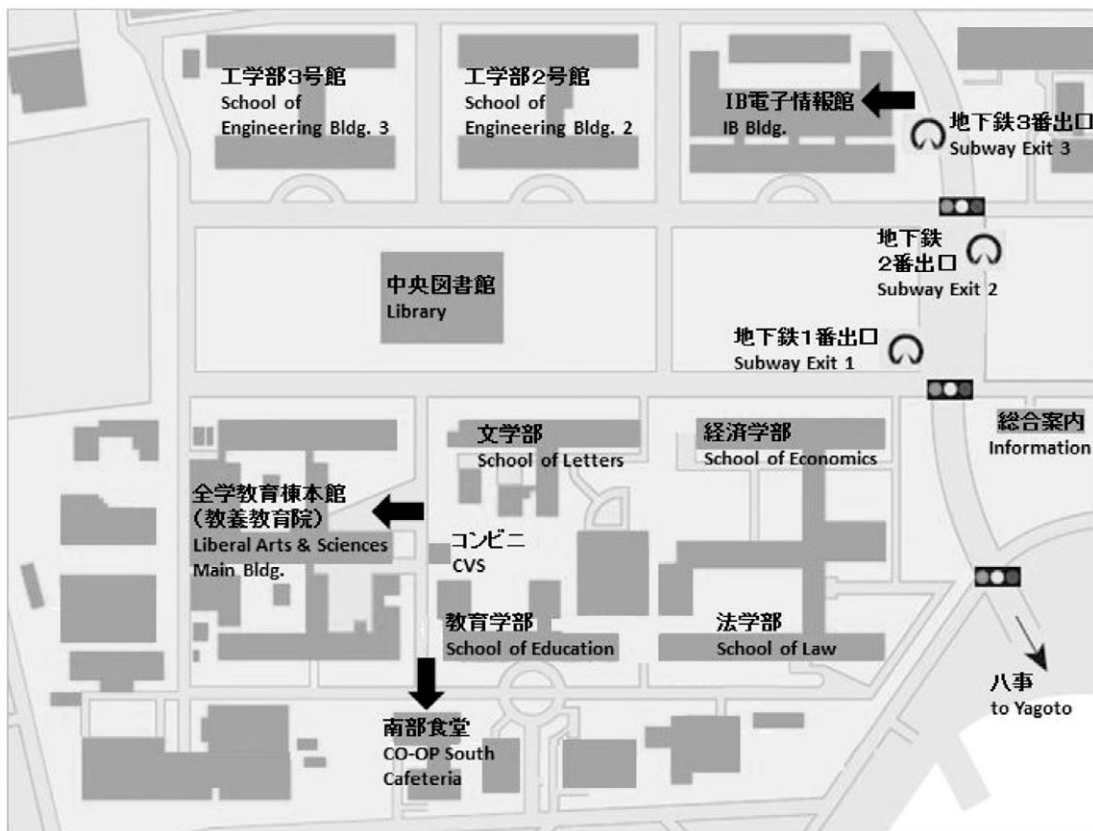 工学部3号館
School of
Engineering Bldg. 3
工学部2号館
School of
Engineering Bldg. 2
IB電子情報館
IB Bldg.
地下鉄3番出口
Subway Exit 3
地下鉄
2番出口
Subway Exit 2
中央図書館
Library
地下鉄1番出口
Subway Exit 1
総合案内
Information
文学部
School of Letters
経済学部
School of Economics
全学教育棟本館
(教養教育院)
Liberal Arts & Sciences
Main Bldg.
コンビニ
CVS
教育学部
School of Education
法学部
School of Law
八事
to Yagoto
南部食堂
CO-OP South
Cafeteria